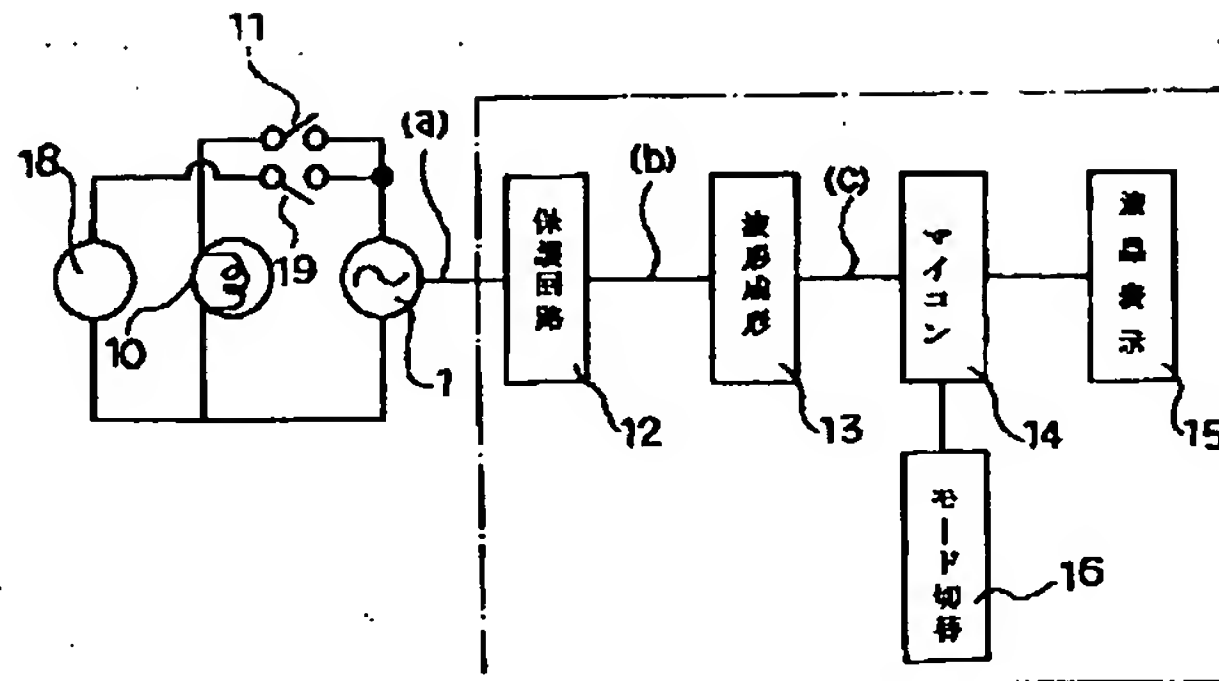 11
(a)
18
19
10
1
(b)
(c)
保護回路
12
波形成形
13
マイコン
14
液晶表示
15
モード切替
16